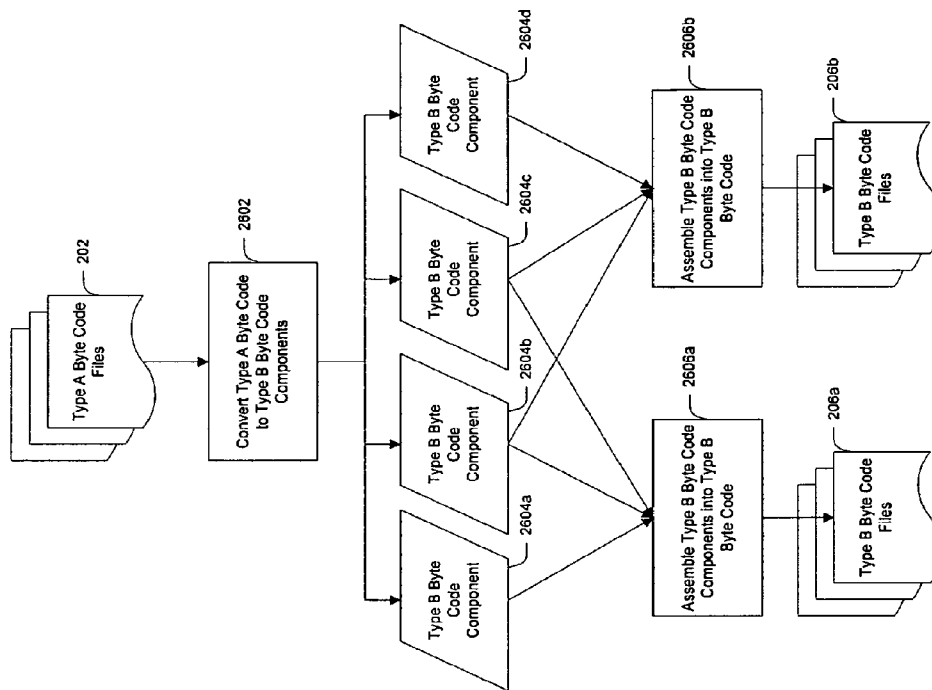 202
Type A Byte Code
Files
2602
Convert Type A Byte Code
to Type B Byte Code
Components
Type B Byte
Code
Component
2604a
Type B Byte
Code
Component
2604b
Type B Byte
Code
Component
2604c
Type B Byte
Code
Component
2604d
2606a
Assemble Type B Byte Code
Components into Type B
Byte Code
2606b
Assemble Type B Byte Code
Components into Type B
Byte Code
206a
Type B Byte Code
Files
206b
Type B Byte Code
Files